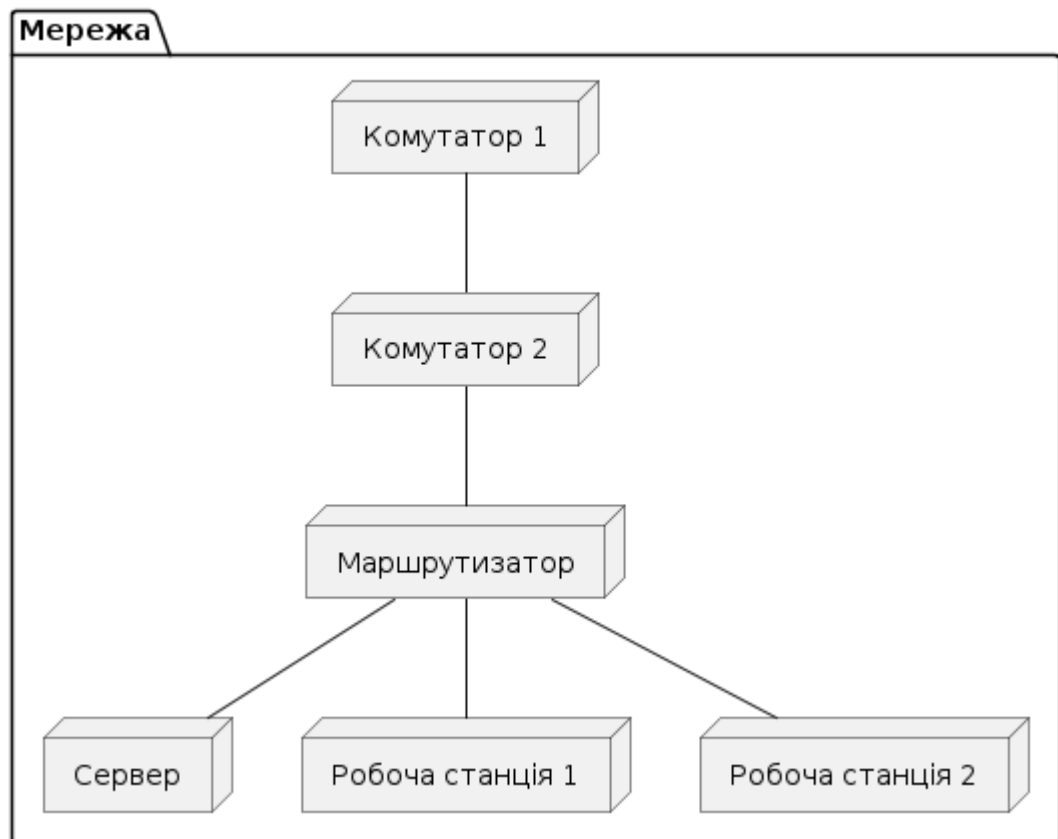 Мережа
Комутатор 1
Комутатор 2
Маршрутизатор
Сервер
Робоча станція 1
Робоча станція 2